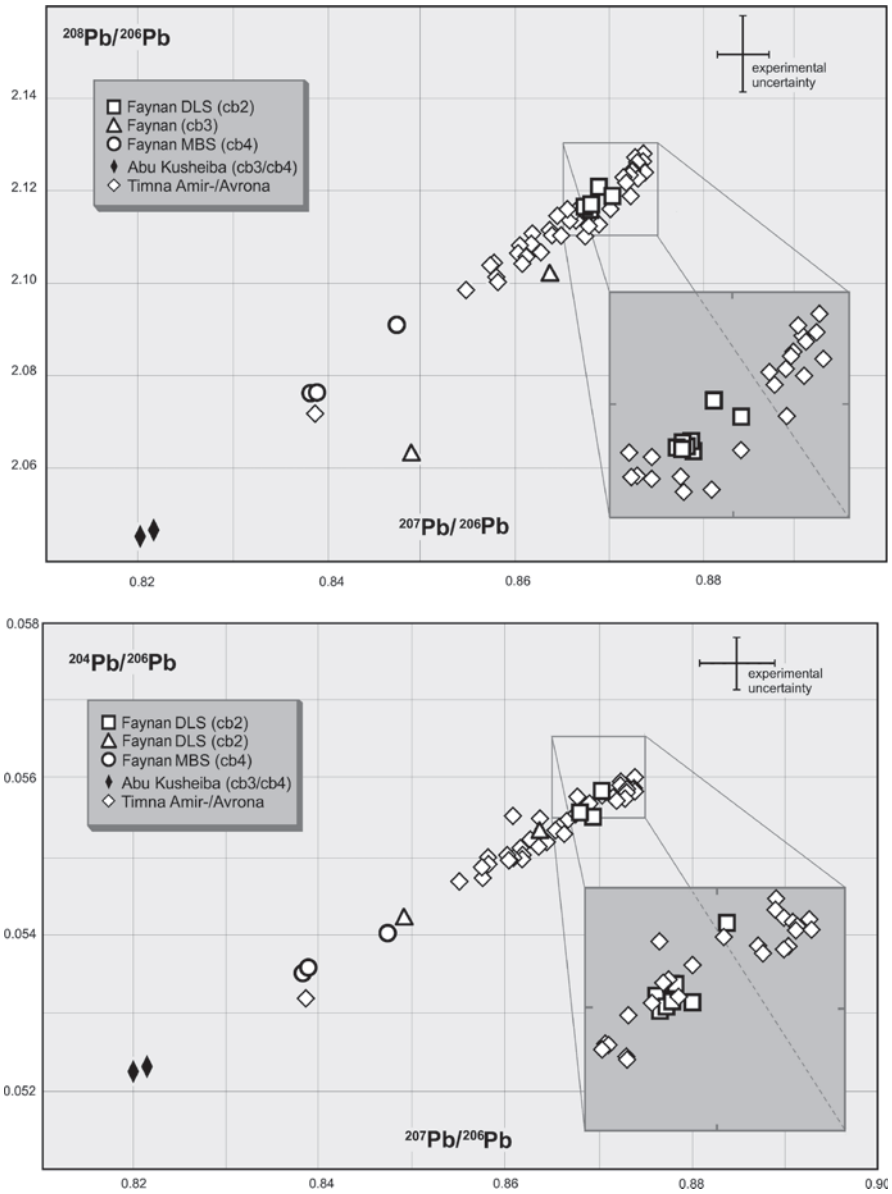 ²⁰⁸Pb/²⁰⁶Pb
experimental
uncertainty
2.14
Faynan DLS (cb2)
Faynan (cb3)
Faynan MBS (cb4)
Abu Kusheiba (cb3/cb4)
Timna Amir-/Avrona
2.12
2.10
2.08
2.06
²⁰⁷Pb/²⁰⁶Pb
0.82 0.84 0.86 0.88
0.058
²⁰⁴Pb/²⁰⁶Pb
experimental
uncertainty
Faynan DLS (cb2)
Faynan DLS (cb2)
Faynan MBS (cb4)
Abu Kusheiba (cb3/cb4)
Timna Amir-/Avrona
0.056
0.054
0.052
²⁰⁷Pb/²⁰⁶Pb
0.82 0.84 0.86 0.88 0.90